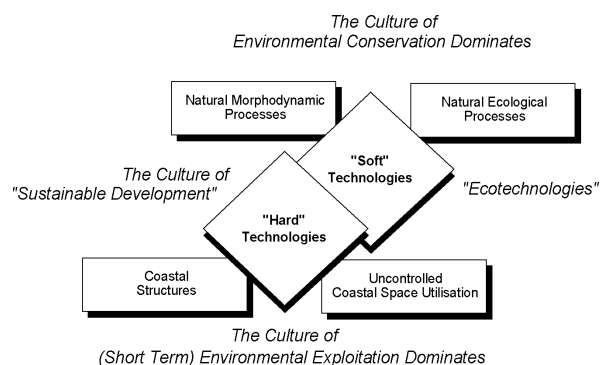 The Culture of
Environmental Conservation Dominates
Natural Morphodynamic
Processes
Natural Ecological
Processes
"Soft"
Technologies
The Culture of
"Sustainable Development"
"Ecotechnologies"
"Hard"
Technologies
Coastal
Structures
Uncontrolled
Coastal Space Utilisation
The Culture of
(Short Term) Environmental Exploitation Dominates